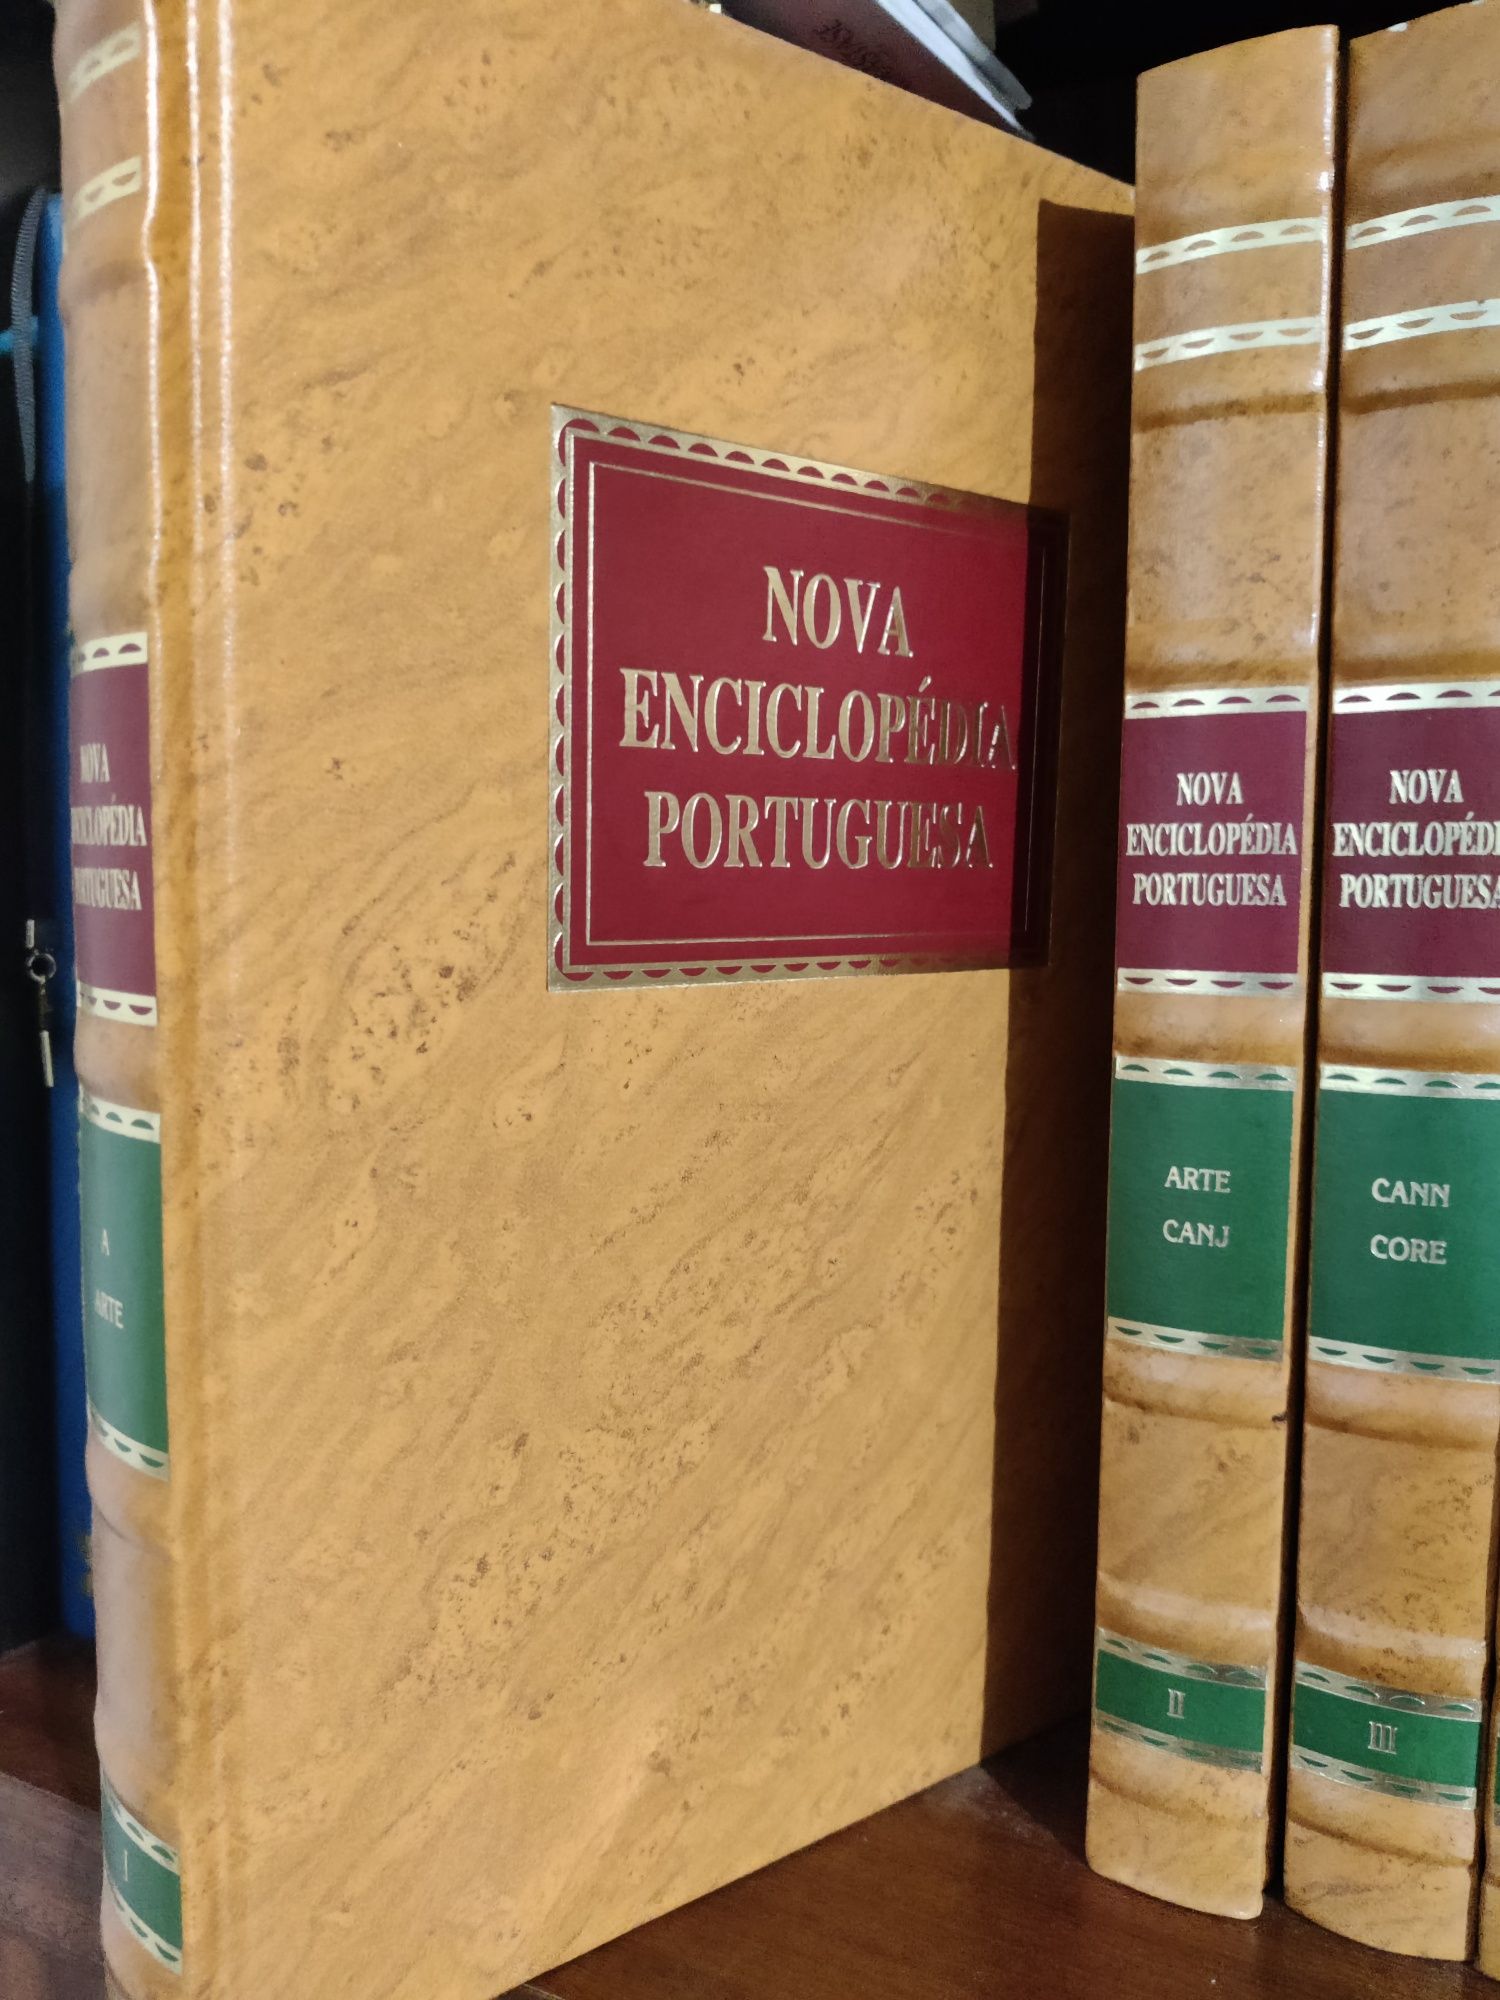 NOVA
ENCICLOPÉDIA
PORTUGUESA
A
ARTE
I
NOVA
ENCICLOPÉDIA
PORTUGUESA
NOVA
ENCICLOPÉDIA
PORTUGUESA
ARTE
CANJ
II
NOVA
ENCICLOPÉDI
PORTUGUESA
CANN
CORE
III